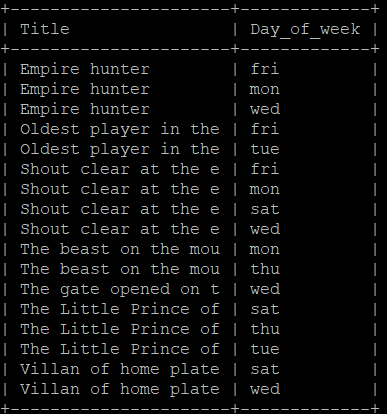 +----------------------+-------------+
| Title                | Day_of_week |
+----------------------+-------------+
| Empire hunter        | fri         |
| Empire hunter        | mon         |
| Empire hunter        | wed         |
| Oldest player in the | fri         |
| Oldest player in the | tue         |
| Shout clear at the e | fri         |
| Shout clear at the e | mon         |
| Shout clear at the e | sat         |
| Shout clear at the e | wed         |
| The beast on the mou | mon         |
| The beast on the mou | thu         |
| The gate opened on t | wed         |
| The Little Prince of | sat         |
| The Little Prince of | thu         |
| The Little Prince of | tue         |
| Villan of home plate | sat         |
| Villan of home plate | wed         |
+----------------------+-------------+